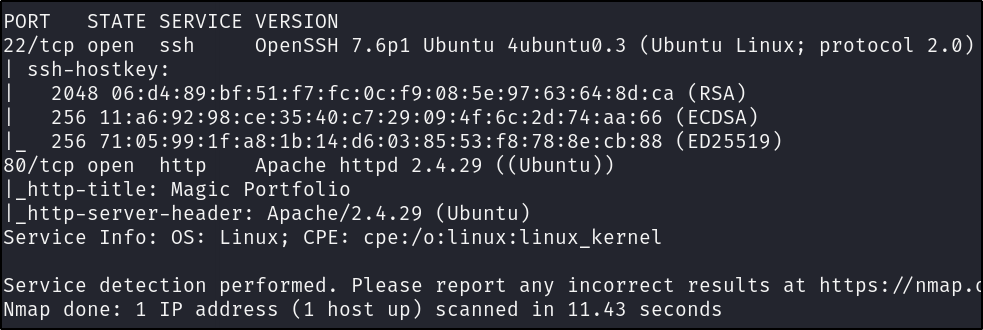 PORT   STATE SERVICE VERSION
22/tcp open  ssh     OpenSSH 7.6p1 Ubuntu 4ubuntu0.3 (Ubuntu Linux; protocol 2.0)
| ssh-hostkey:
|   2048 06:d4:89:bf:51:f7:fc:0c:f9:08:5e:97:63:64:8d:ca (RSA)
|   256 11:a6:92:98:ce:35:40:c7:29:09:4f:6c:2d:74:aa:66 (ECDSA)
|_  256 71:05:99:1f:a8:1b:14:d6:03:85:53:f8:78:8e:cb:88 (ED25519)
80/tcp open  http    Apache httpd 2.4.29 ((Ubuntu))
|_http-title: Magic Portfolio
|_http-server-header: Apache/2.4.29 (Ubuntu)
Service Info: OS: Linux; CPE: cpe:/o:linux:linux_kernel
Service detection performed. Please report any incorrect results at https://nmap.o
Nmap done: 1 IP address (1 host up) scanned in 11.43 seconds